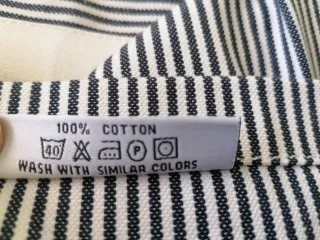 100% COTTON
40 P
WASH WITH SIMILAR COLORS